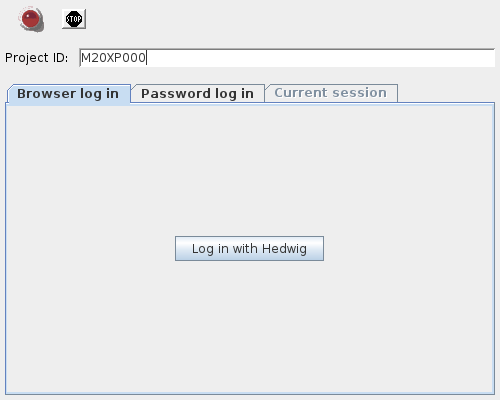 STOP
Project ID: M20XP000
Browser log in Password log in Current session
Log in with Hedwig